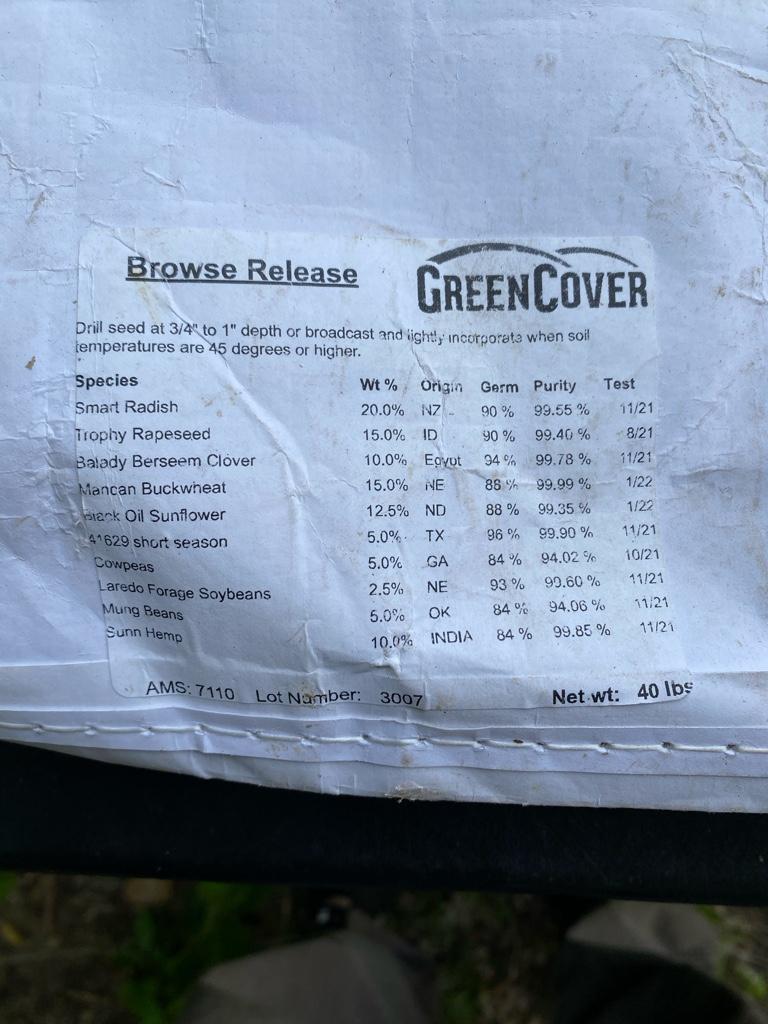 Browse Release
GREENCOVER
Drill seed at 3/4" to 1" depth or broadcast and lightly incorporate when soil
temperatures are 45 degrees or higher.
Species Wt % Origin Germ Purity Test
Smart Radish 20.0% NZ 90 % 99.55 % 11/21
Trophy Rapeseed 15.0% ID 90 % 99.40 % 8/21
Balady Berseem Clover 10.0% Egypt 94 % 99.78 % 11/21
Mancan Buckwheat 15.0% NE 86 % 99.99 % 1/22
Black Oil Sunflower 12.5% ND 88 % 99.35 % 1/22
41629 short season 5.0% TX 96 % 99.90 % 11/21
Cowpeas 5.0% GA 84 % 94.02 % 10/21
Laredo Forage Soybeans 2.5% NE 93 % 99.60 % 11/21
Mung Beans 5.0% OK 84 % 94.06 % 11/21
Sunn Hemp 10.0% INDIA 84 % 99.85 % 11/21
AMS: 7110 Lot Number: 3007 Net wt: 40 lbs